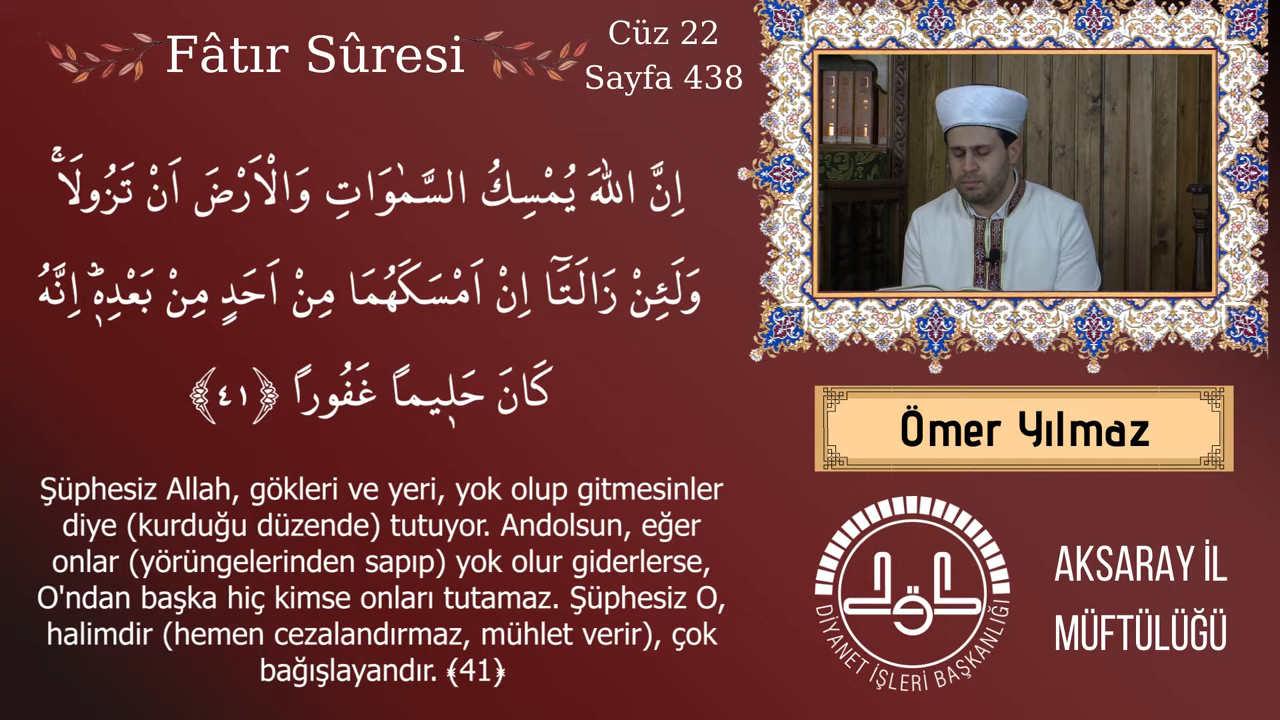 Fâtır Sûresi
Cüz 22
Sayfa 438
اِنَّ اللّٰهَ يُمْسِكُ السَّمٰوَاتِ وَالْاَرْضَ اَنْ تَزُولَاۚ
وَلَئِنْ زَالَتَٓا اِنْ اَمْسَكَهُمَا مِنْ اَحَدٍ مِنْ بَعْدِه۪ۜ اِنَّهُ
كَانَ حَل۪يماً غَفُوراً ﴿٤١﴾
Şüphesiz Allah, gökleri ve yeri, yok olup gitmesinler
diye (kurduğu düzende) tutuyor. Andolsun, eğer
onlar (yörüngelerinden sapıp) yok olur giderlerse,
O'ndan başka hiç kimse onları tutamaz. Şüphesiz O,
halimdir (hemen cezalandırmaz, mühlet verir), çok
bağışlayandır. ﴾41﴿
Ömer Yılmaz
DİYANET İŞLERİ BAŞKANLIĞI
AKSARAY İL
MÜFTÜLÜĞÜ